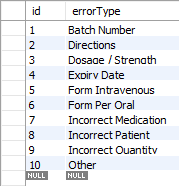 id errorType
1 Batch Number
2 Directions
3 Dosage / Strength
4 Expiry Date
5 Form Intravenous
6 Form Per Oral
7 Incorrect Medication
8 Incorrect Patient
9 Incorrect Quantity
10 Other
NULL NULL